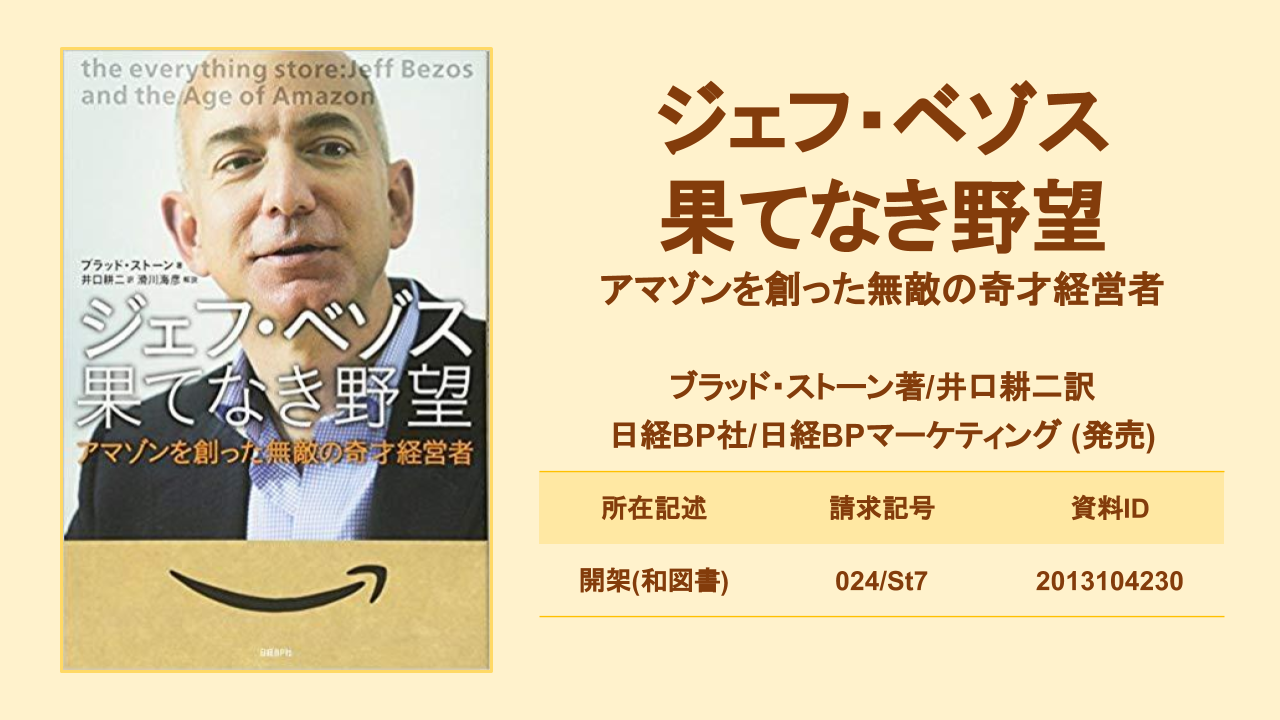 the everything store:Jeff Bezos
and the Age of Amazon
ブラッド・ストーン 著
井口耕二 訳 滑川海彦 解説
ジェフ・ベゾス
果てなき野望
アマゾンを創った無敵の奇才経営者
日経BP社
ジェフ・ベゾス
果てなき野望
アマゾンを創った無敵の奇才経営者
ブラッド・ストーン著/井口耕二訳
日経BP社/日経BPマーケティング (発売)
所在記述 請求記号 資料ID
開架(和図書) 024/St7 2013104230